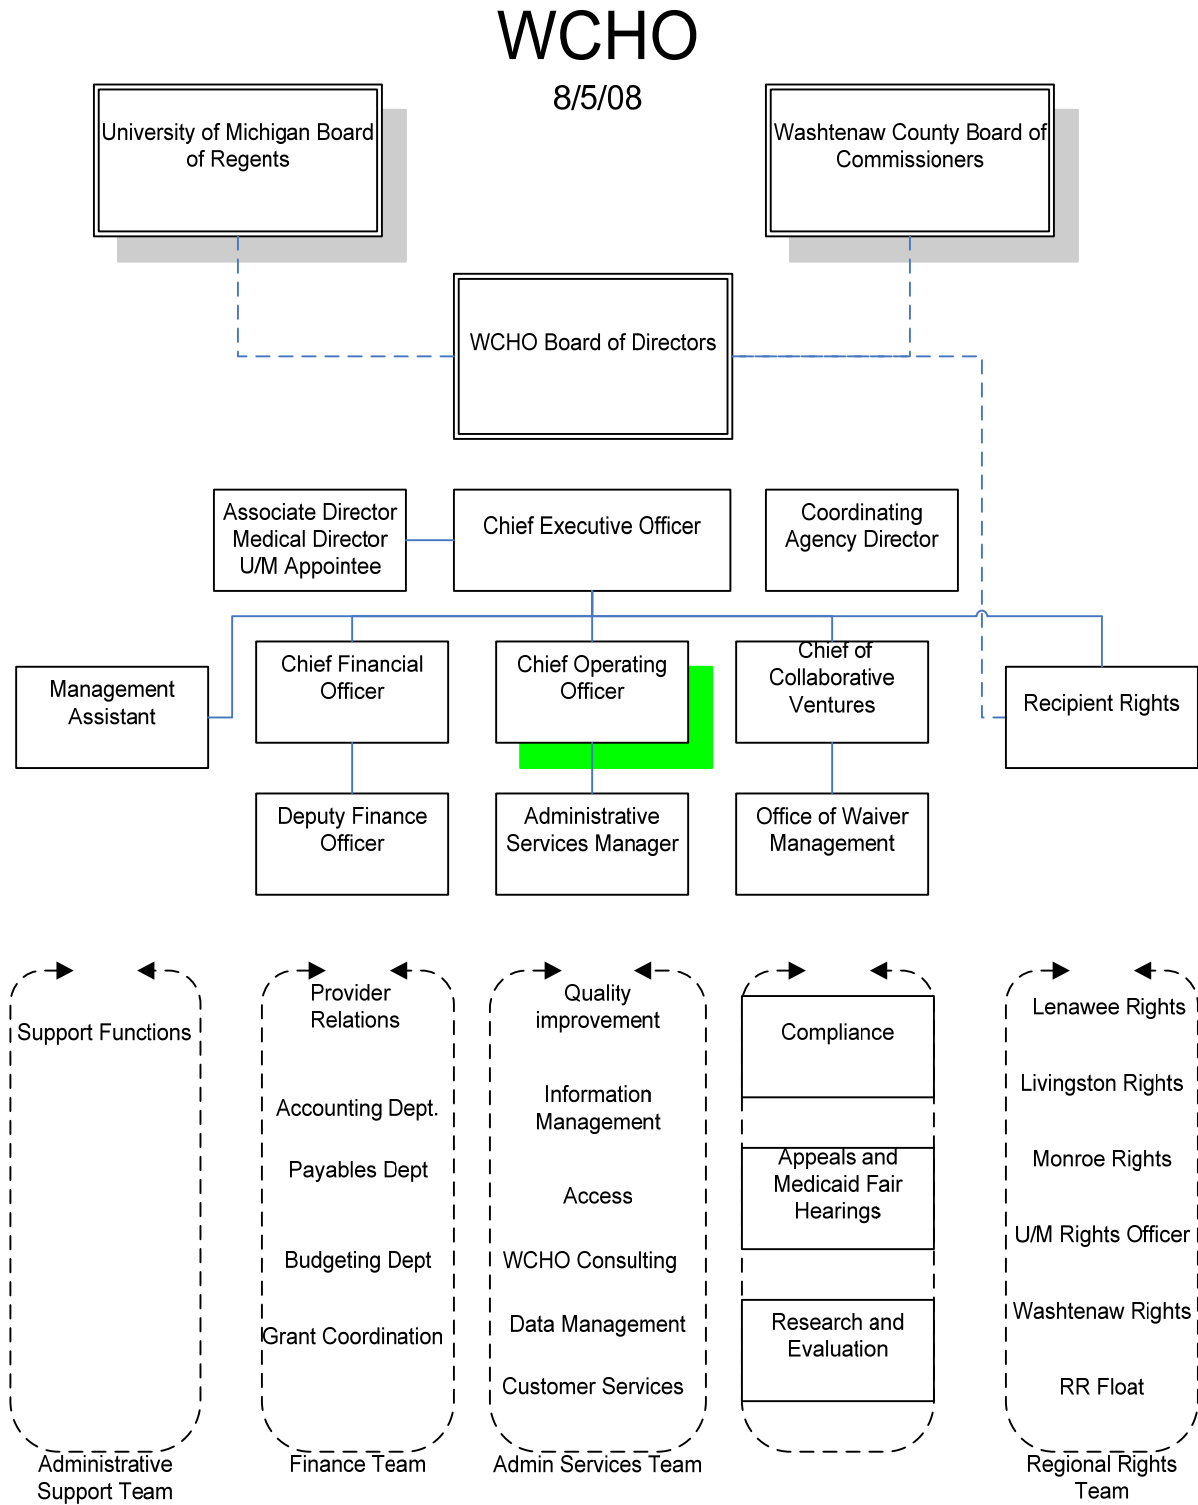 WCHO
8/5/08
University of Michigan Board
of Regents
Washtenaw County Board of
Commissioners
WCHO Board of Directors
Associate Director
Medical Director
U/M Appointee
Chief Executive Officer
Coordinating
Agency Director
Management
Assistant
Chief Financial
Officer
Chief Operating
Officer
Chief of
Collaborative
Ventures
Recipient Rights
Deputy Finance
Officer
Administrative
Services Manager
Office of Waiver
Management
Support Functions
Administrative
Support Team
Provider
Relations
Accounting Dept.
Payables Dept
Budgeting Dept
Grant Coordination
Finance Team
Quality
improvement
Information
Management
Access
WCHO Consulting
Data Management
Customer Services
Admin Services Team
Compliance
Appeals and
Medicaid Fair
Hearings
Research and
Evaluation
Lenawee Rights
Livingston Rights
Monroe Rights
U/M Rights Officer
Washtenaw Rights
RR Float
Regional Rights
Team